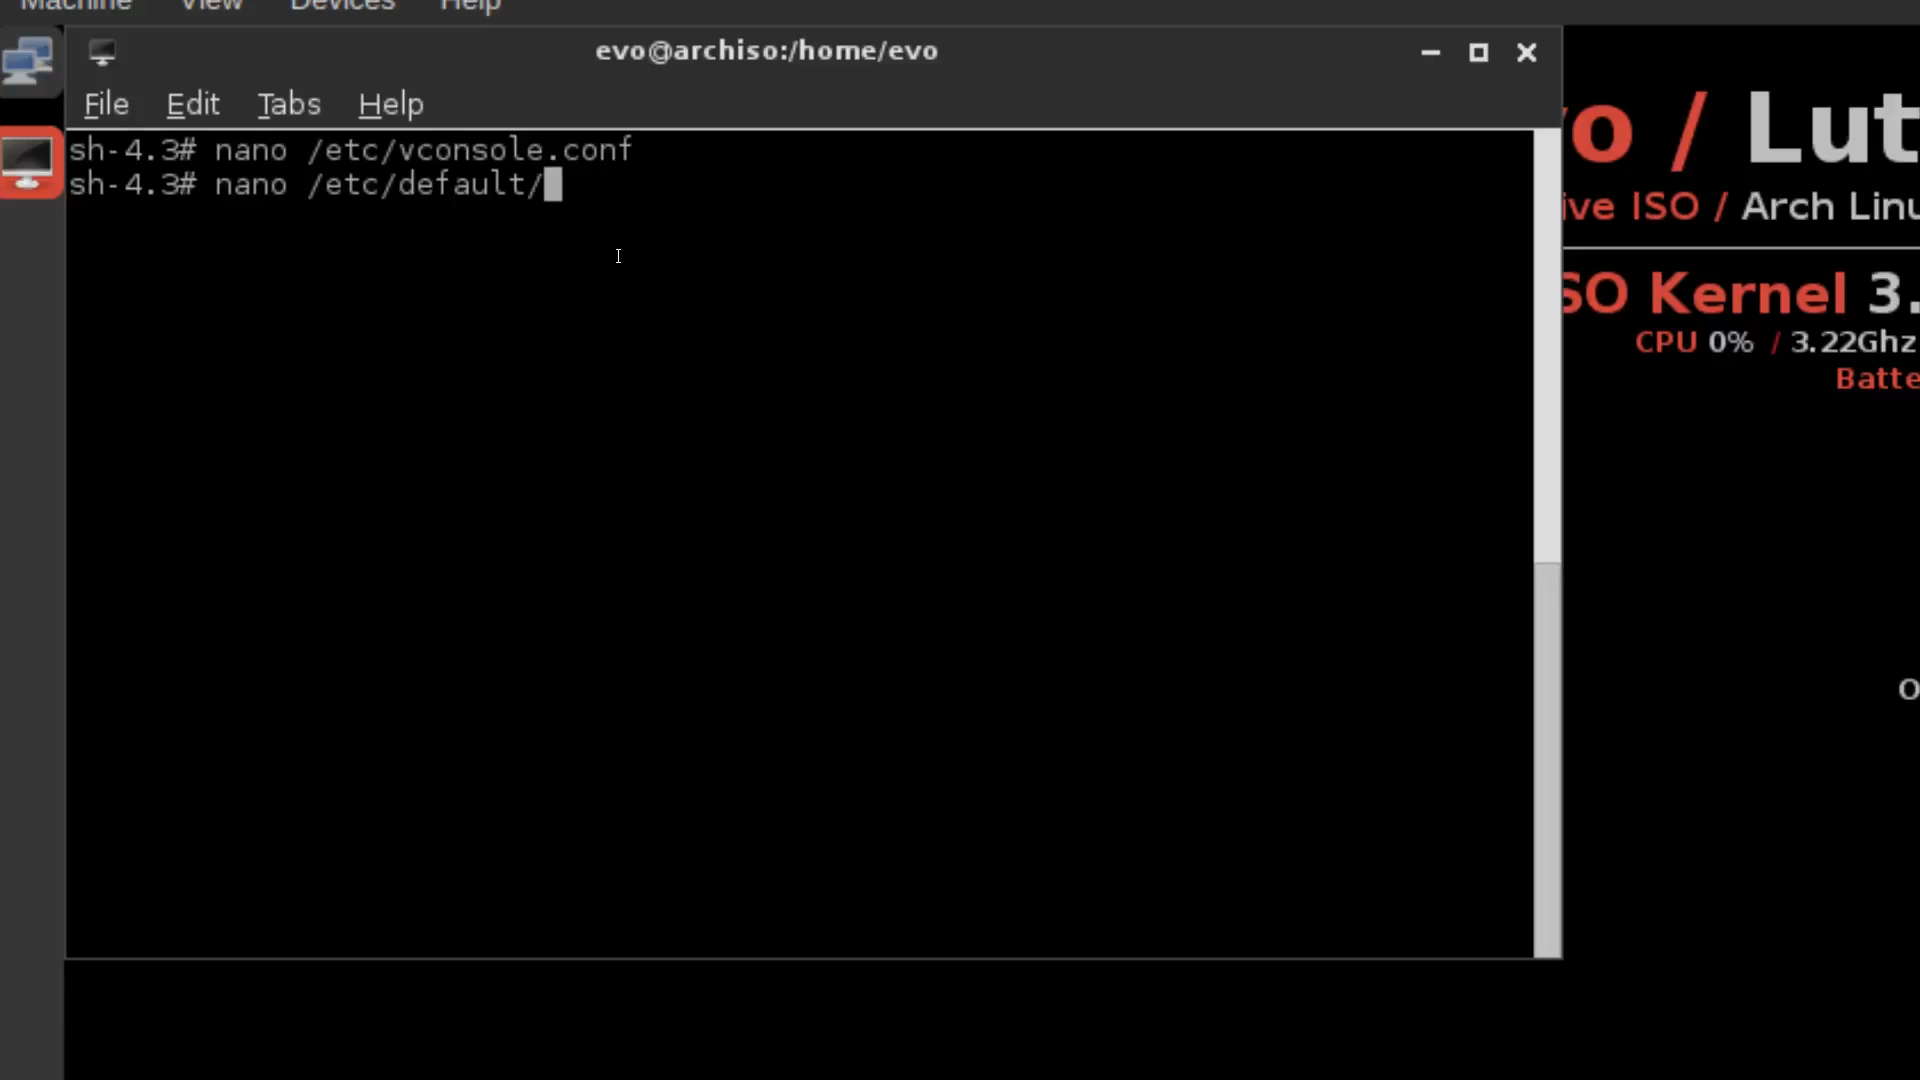 Machine View Devices Help
evo@archiso:/home/evo
File Edit Tabs Help
sh-4.3# nano /etc/vconsole.conf
sh-4.3# nano /etc/default/
o / Lut
ive ISO / Arch Linu
SO Kernel 3.
CPU 0% / 3.22Ghz
Batte
O